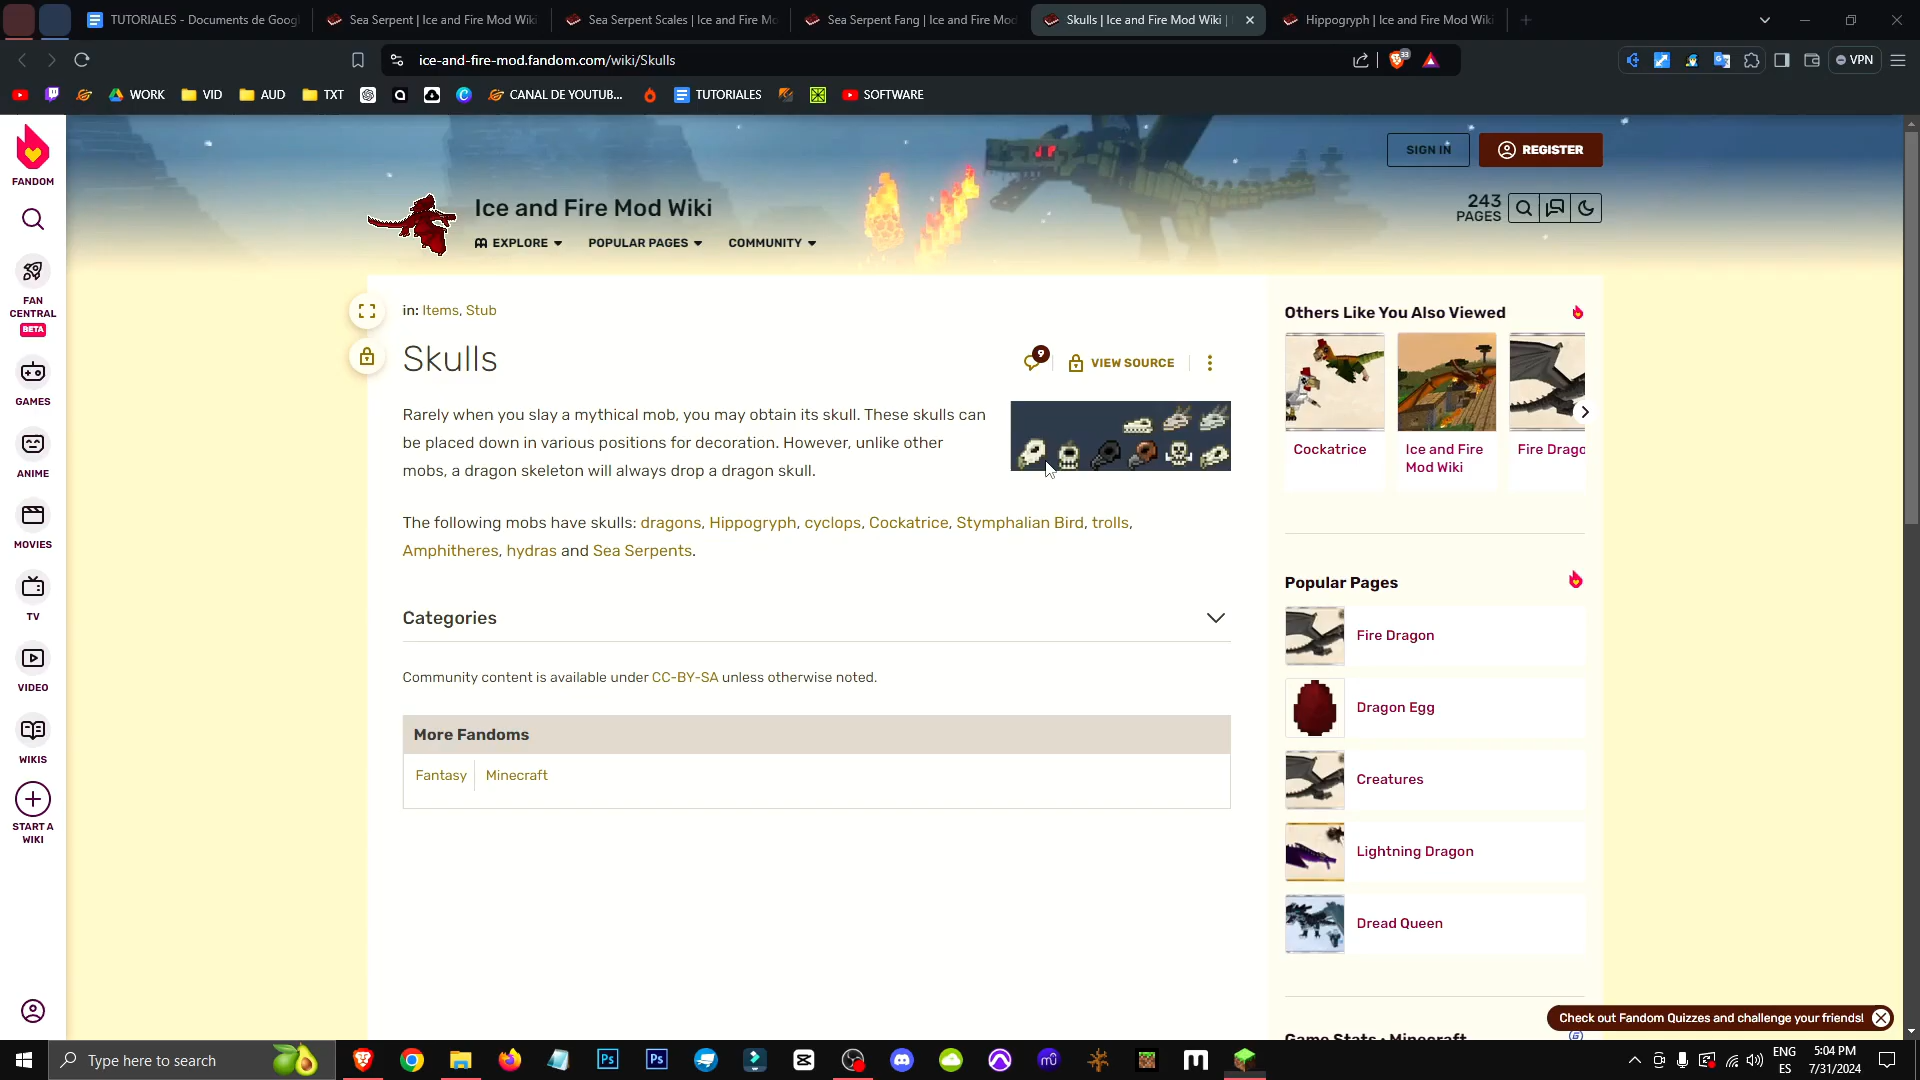 TUTORIALES - Documentos de Googl
Sea Serpent | Ice and Fire Mod Wiki
Sea Serpent Scales | Ice and Fire Mo
Sea Serpent Fang | Ice and Fire Mod
Skulls | Ice and Fire Mod Wiki |
Hippogryph | Ice and Fire Mod Wiki
ice-and-fire-mod.fandom.com/wiki/Skulls
33
VPN
WORK
VID
AUD
TXT
CANAL DE YOUTUB...
TUTORIALES
SOFTWARE
FANDOM
FAN
CENTRAL
BETA
GAMES
ANIME
MOVIES
TV
VIDEO
WIKIS
START A
WIKI
SIGN IN
REGISTER
Ice and Fire Mod Wiki
243
PAGES
EXPLORE
POPULAR PAGES
COMMUNITY
in: Items, Stub
Skulls
9
VIEW SOURCE
Rarely when you slay a mythical mob, you may obtain its skull. These skulls can
be placed down in various positions for decoration. However, unlike other
mobs, a dragon skeleton will always drop a dragon skull.
The following mobs have skulls: dragons, Hippogryph, cyclops, Cockatrice, Stymphalian Bird, trolls,
Amphitheres, hydras and Sea Serpents.
Categories
Community content is available under CC-BY-SA unless otherwise noted.
More Fandoms
Fantasy
Minecraft
Others Like You Also Viewed
Cockatrice
Ice and Fire
Mod Wiki
Fire Drago
Popular Pages
Fire Dragon
Dragon Egg
Creatures
Lightning Dragon
Dread Queen
Check out Fandom Quizzes and challenge your friends!
Game Stats • Minecraft
Type here to search
Ps
Ps
ENG
ES
5:04 PM
7/31/2024